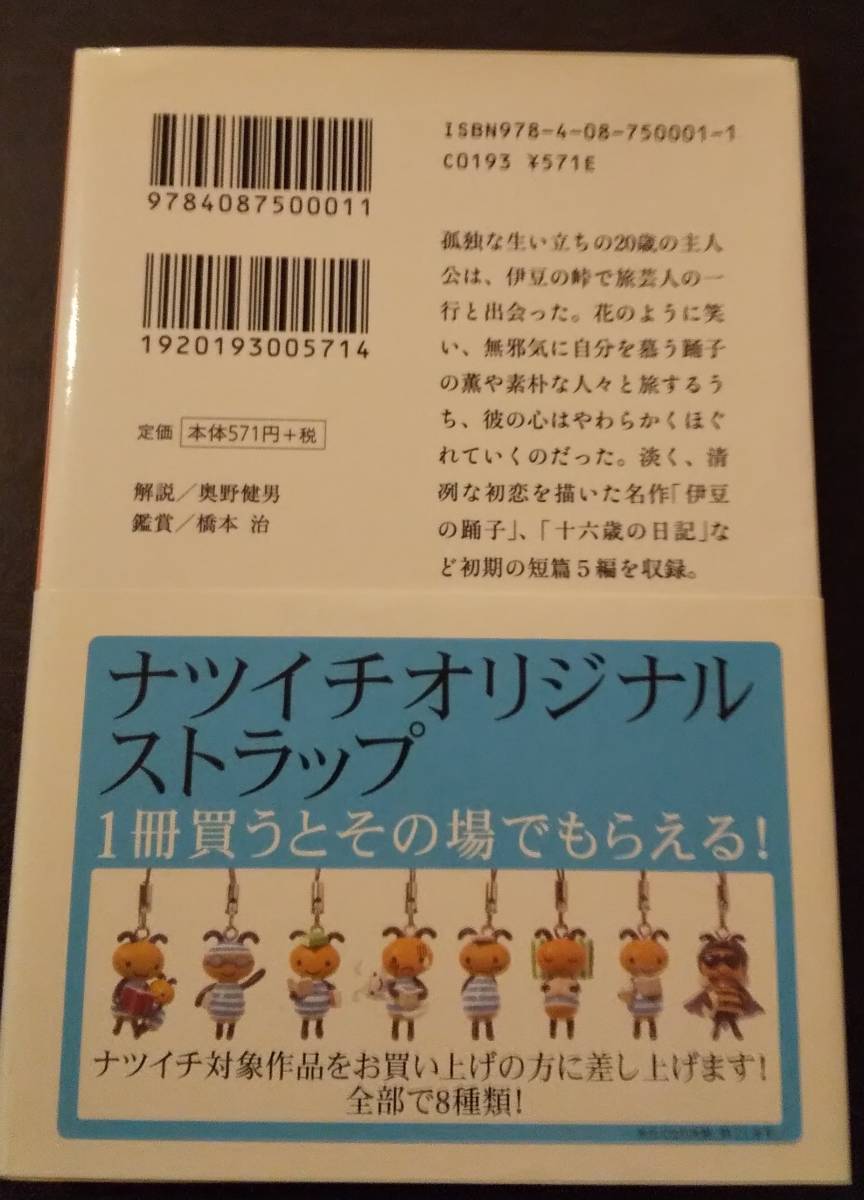 9784087500011
1920193005714
定価 本体571円+税
解説／奥野健男
鑑賞／橋本 治
ISBN978-4-08-750001-1
C0193 ¥571E
孤独な生い立ちの20歳の主人
公は、伊豆の峠で旅芸人の一
行と出会った。花のように笑
い、無邪気に自分を慕う踊子
の薫や素朴な人々と旅するう
ち、彼の心はやわらかくほぐ
れていくのだった。淡く、清
冽な初恋を描いた名作「伊豆
の踊子」、「十六歳の日記」な
ど初期の短篇5編を収録。
ナツイチオリジナル
ストラップ
1冊買うとその場でもらえる!
ナツイチ対象作品をお買い上げの方に差し上げます!
全部で8種類!